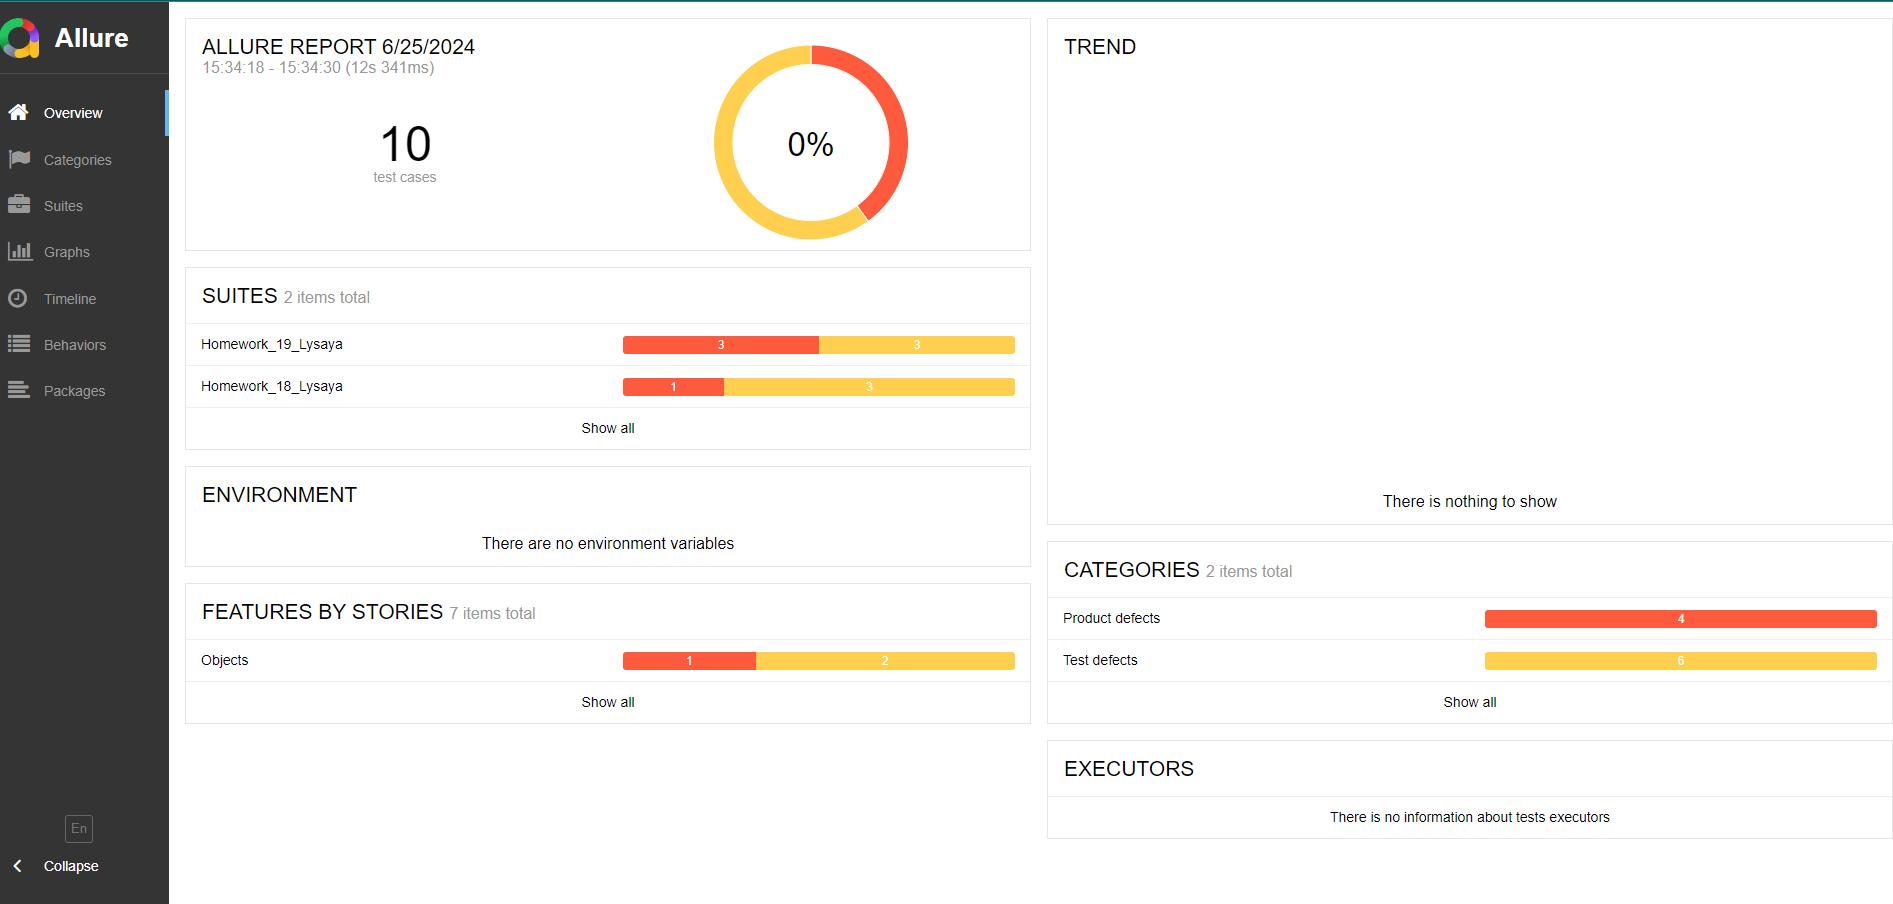 Allure
Overview
Categories
Suites
Graphs
Timeline
Behaviors
Packages
En
Collapse
ALLURE REPORT 6/25/2024
15:34:18 - 15:34:30 (12s 341ms)
10
test cases
0%
SUITES 2 items total
Homework_19_Lysaya 3 3
Homework_18_Lysaya 1 3
Show all
ENVIRONMENT
There are no environment variables
FEATURES BY STORIES 7 items total
Objects 1 2
Show all
TREND
There is nothing to show
CATEGORIES 2 items total
Product defects 4
Test defects 6
Show all
EXECUTORS
There is no information about tests executors